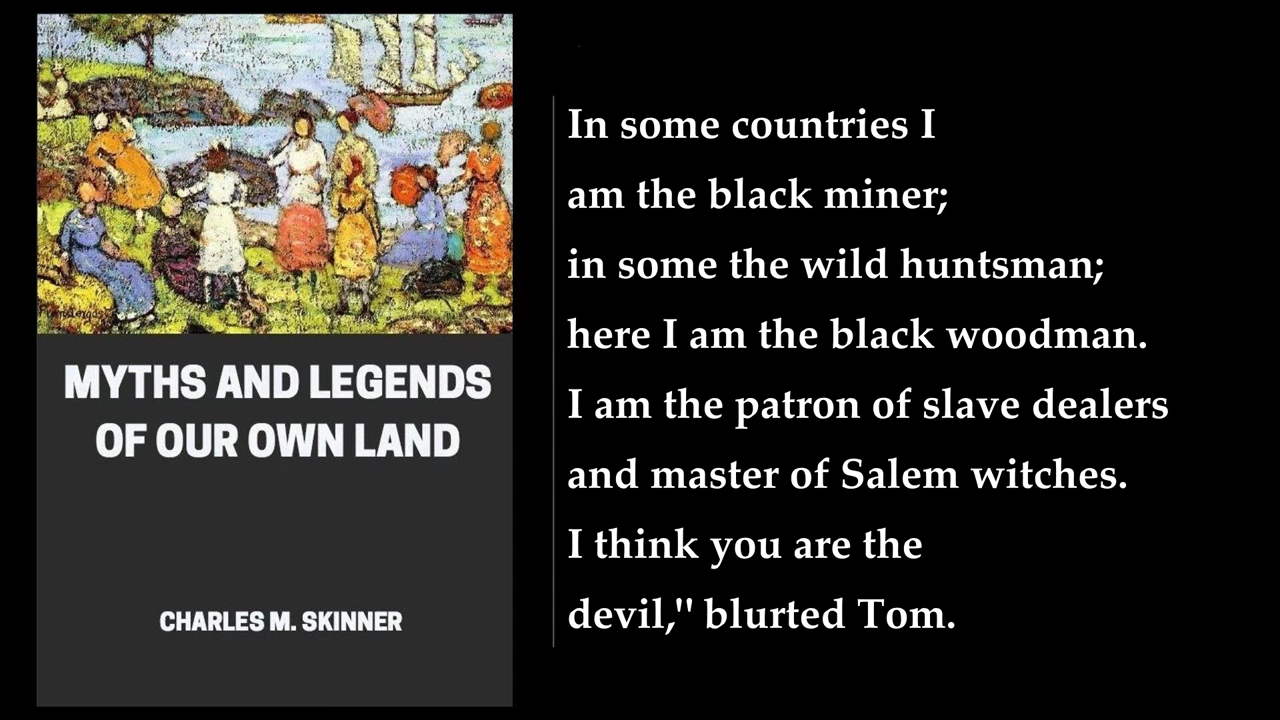 MYTHS AND LEGENDS
OF OUR OWN LAND
CHARLES M. SKINNER
In some countries I
am the black miner;
in some the wild huntsman;
here I am the black woodman.
I am the patron of slave dealers
and master of Salem witches.
I think you are the
devil," blurted Tom.